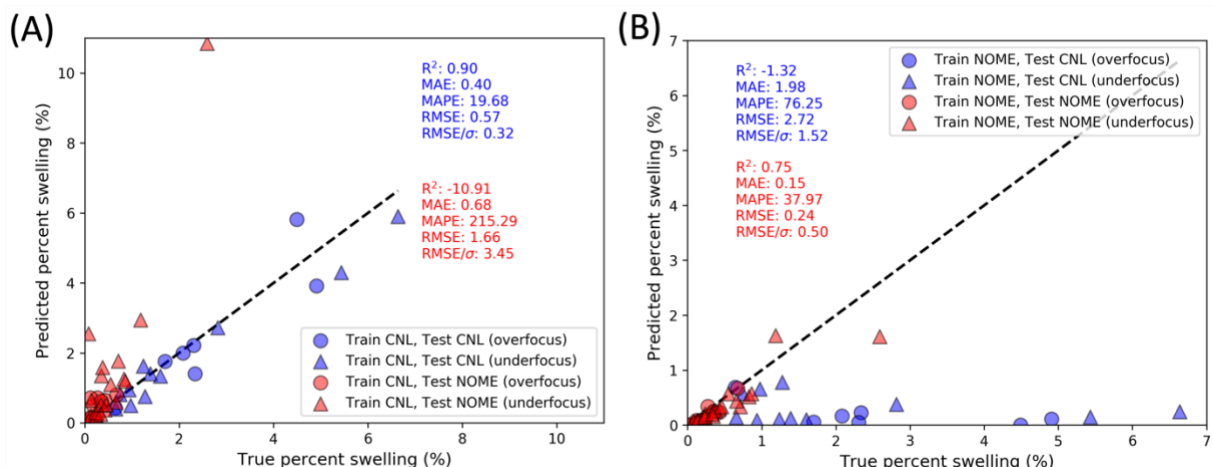 (A)
10
8
6
4
2
0
Predicted percent swelling (%)
R²: 0.90
MAE: 0.40
MAPE: 19.68
RMSE: 0.57
RMSE/σ: 0.32
R²: -10.91
MAE: 0.68
MAPE: 215.29
RMSE: 1.66
RMSE/σ: 3.45
Train CNL, Test CNL (overfocus)
Train CNL, Test CNL (underfocus)
Train CNL, Test NOME (overfocus)
Train CNL, Test NOME (underfocus)
0 2 4 6 8 10
True percent swelling (%)
(B)
7
6
5
4
3
2
1
0
Predicted percent swelling (%)
R²: -1.32
MAE: 1.98
MAPE: 76.25
RMSE: 2.72
RMSE/σ: 1.52
R²: 0.75
MAE: 0.15
MAPE: 37.97
RMSE: 0.24
RMSE/σ: 0.50
Train NOME, Test CNL (overfocus)
Train NOME, Test CNL (underfocus)
Train NOME, Test NOME (overfocus)
Train NOME, Test NOME (underfocus)
0 1 2 3 4 5 6 7
True percent swelling (%)